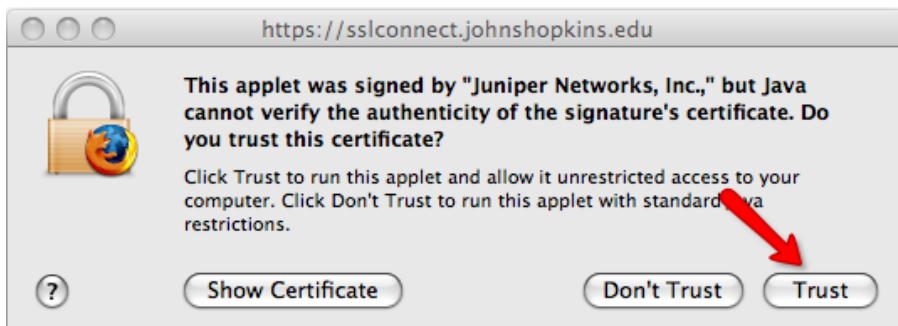 https://sslconnect.johnshopkins.edu
This applet was signed by "Juniper Networks, Inc.," but Java
cannot verify the authenticity of the signature's certificate. Do
you trust this certificate?
Click Trust to run this applet and allow it unrestricted access to your
computer. Click Don't Trust to run this applet with standard Java
restrictions.
? Show Certificate Don't Trust Trust